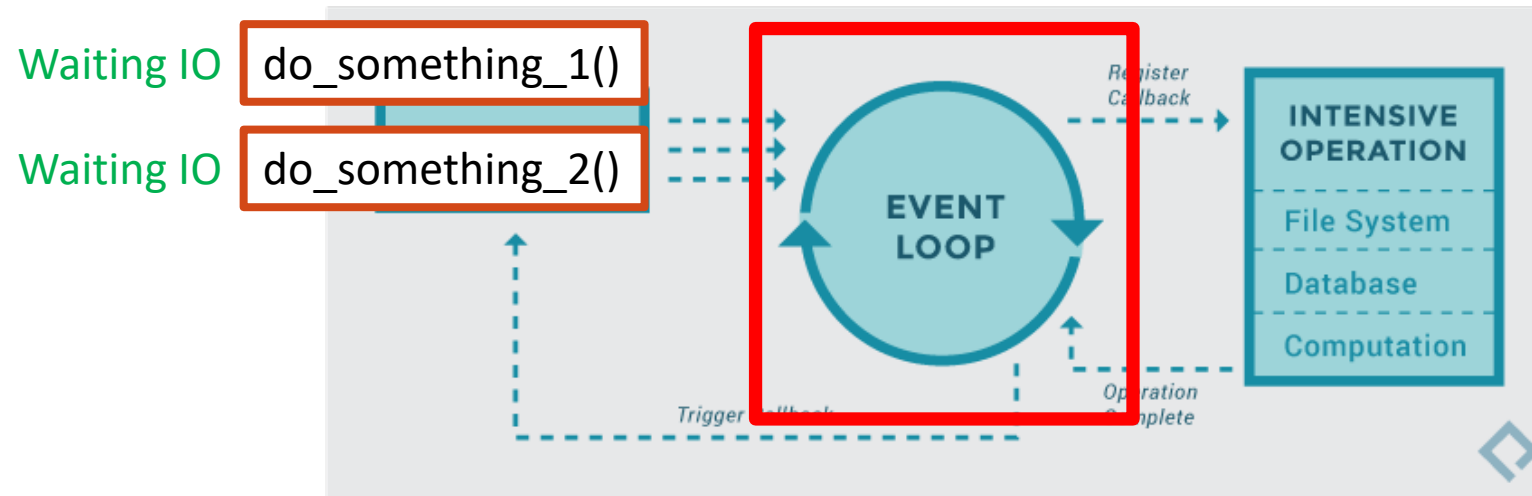 Waiting IO
do_something_1()
Waiting IO
do_something_2()
EVENT
LOOP
Register
Callback
INTENSIVE
OPERATION
File System
Database
Computation
Operation
Complete
Trigger Callback